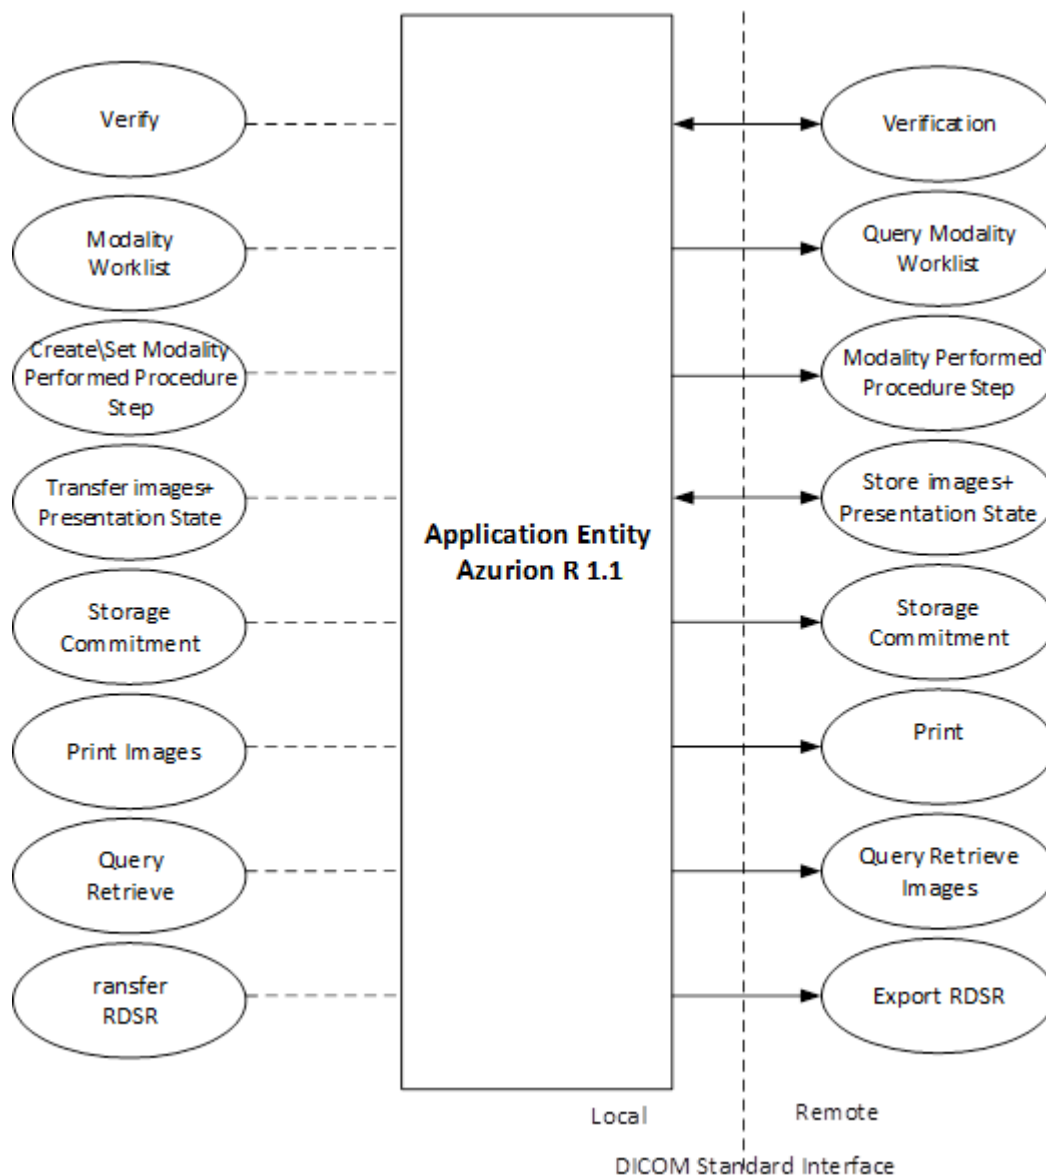 Verify
Verification
Modality
Worklist
Query Modality
Worklist
Create\Set Modality
Performed Procedure
Step
Modality Performed
Procedure Step
Transfer images+
Presentation State
Store images+
Presentation State
Application Entity
Azurion R 1.1
Storage
Commitment
Storage
Commitment
Print Images
Print
Query
Retrieve
Query Retrieve
Images
ransfer
RDSR
Export RDSR
Local
Remote
DICOM Standard Interface